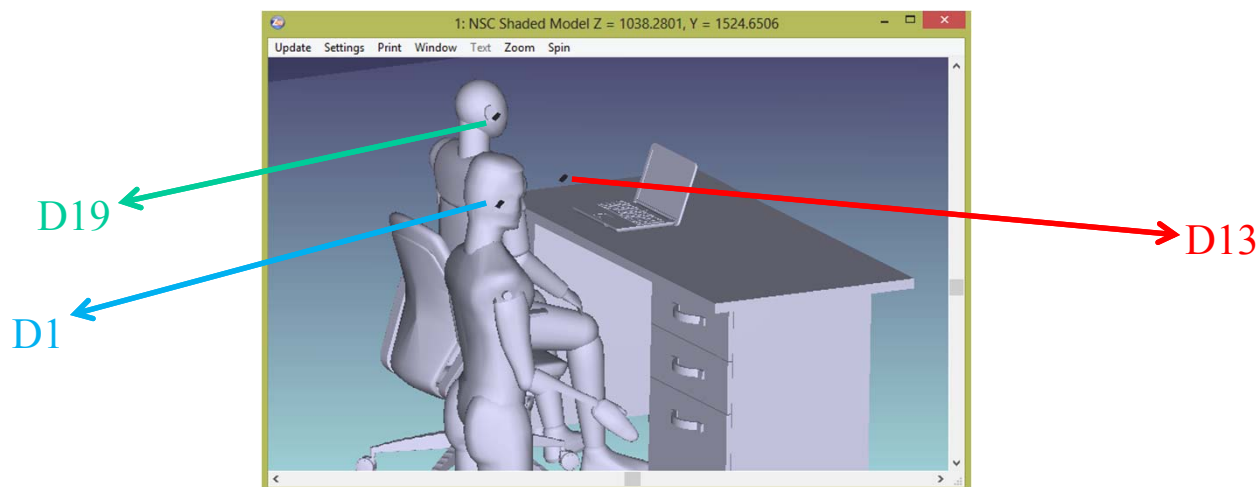 1: NSC Shaded Model Z = 1038.2801, Y = 1524.6506
Update Settings Print Window Text Zoom Spin
D19
D13
D1